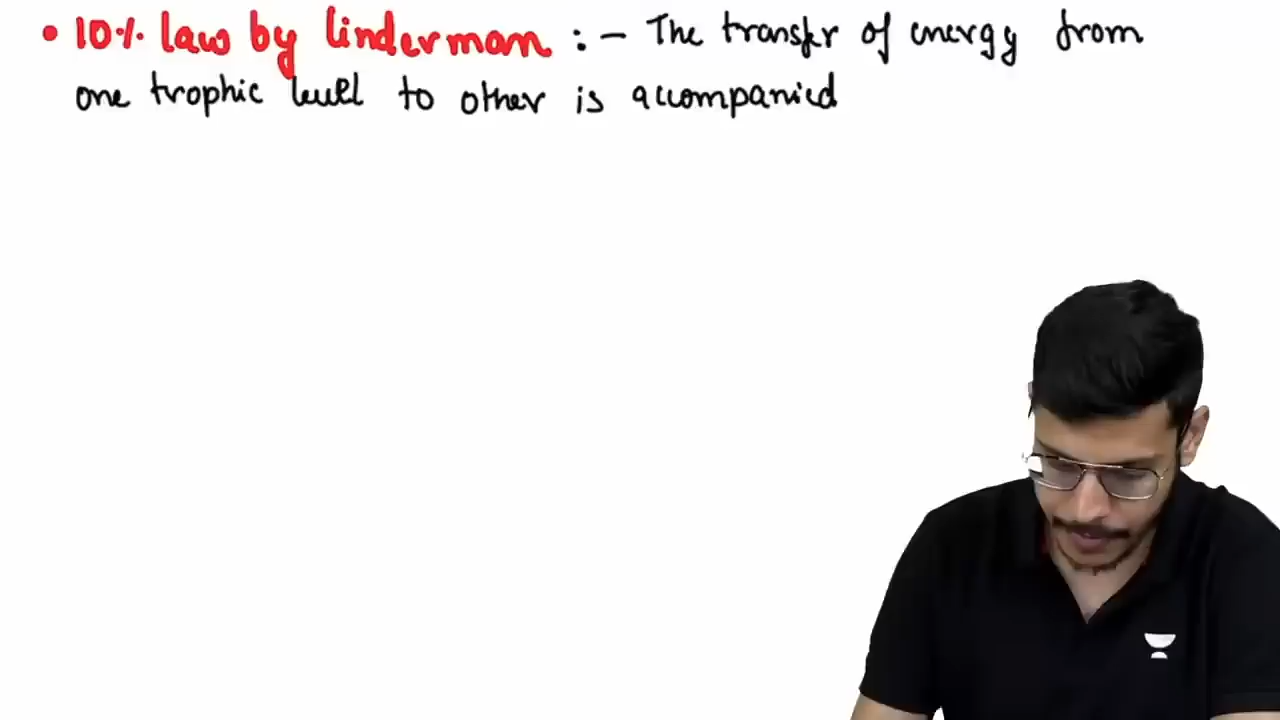 • 10% law by linderman :- The transfer of energy from
one trophic level to other is accompanied